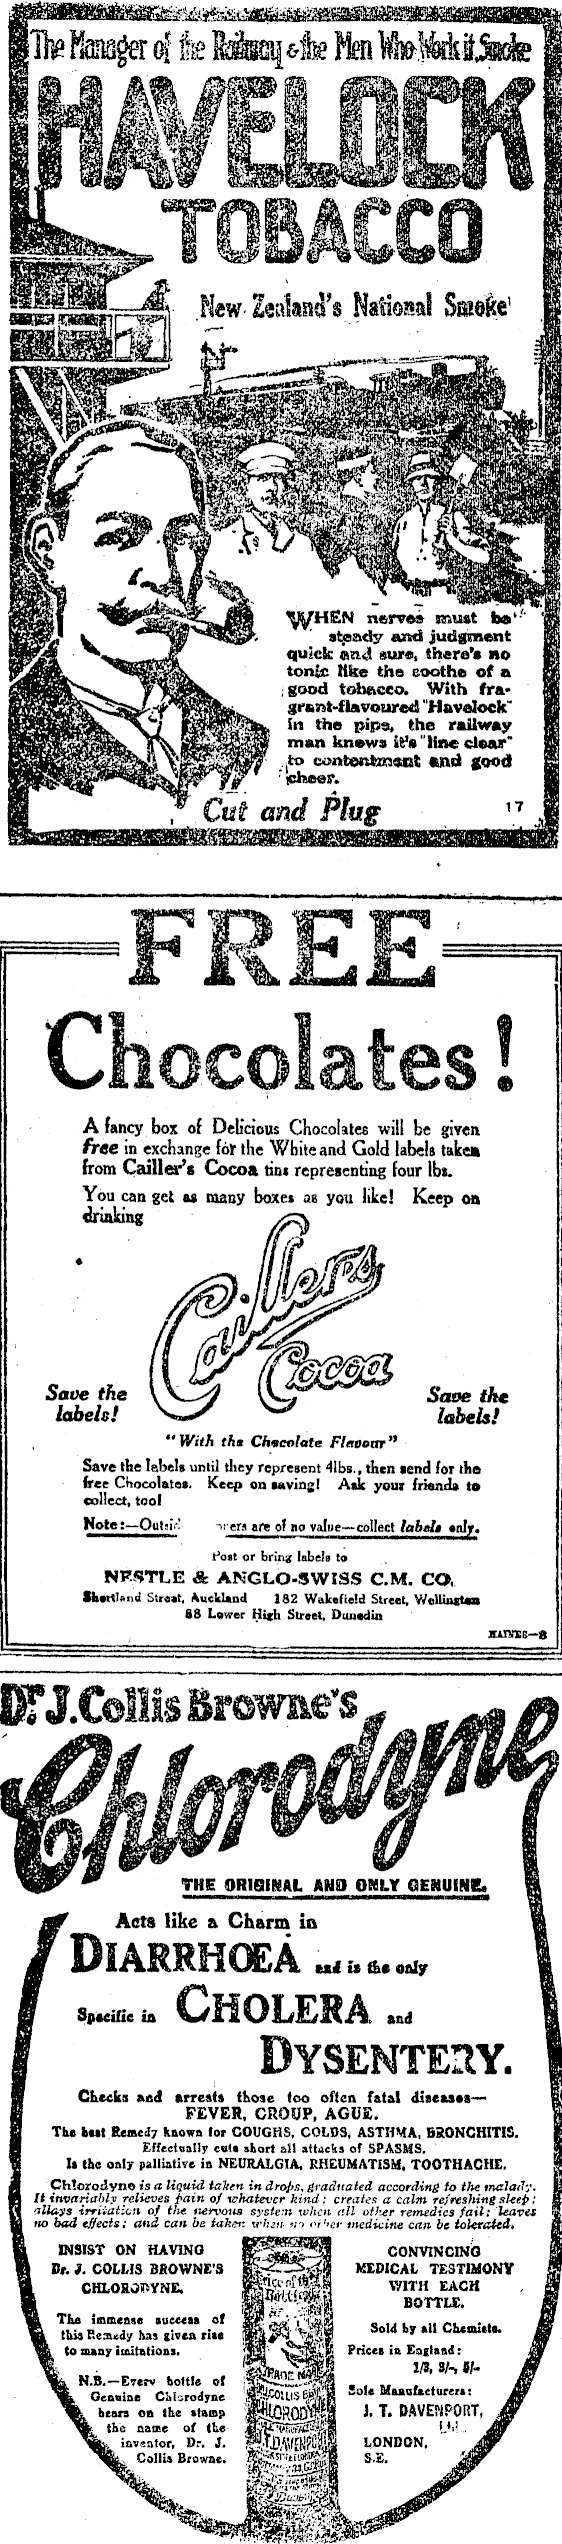 The Manager of the Railway & the Men Who Work it, Smoke
HAVELOCK
TOBACCO
New Zealand's National Smoke
WHEN nerves must be
steady and judgment
quick and sure, there's no
tonic like the soothe of a
good tobacco. With fra-
grant-flavoured "Havelock"
in the pipe, the railway
man knows it's "line clear"
to contentment and good
cheer.
Cut and Plug
17
FREE
Chocolates!
A fancy box of Delicious Chocolates will be given
free in exchange for the White and Gold labels taken
from Cailler's Cocoa tins representing four lbs.
You can get as many boxes as you like! Keep on
drinking
Cailler's
Cocoa
Save the
labels!
Save the
labels!
"With the Chocolate Flavour"
Save the labels until they represent 4lbs., then send for the
free Chocolates. Keep on saving! Ask your friends to
collect, too!
Note:—Outsid pers are of no value—collect labels only.
Post or bring labels to
NESTLE & ANGLO-SWISS C.M. CO.
Shortland Street, Auckland 182 Wakefield Street, Wellington
88 Lower High Street, Dunedin
HAINES—8
Dr. J. Collis Browne's
Chlorodyne
THE ORIGINAL AND ONLY GENUINE.
Acts like a Charm in
DIARRHOEA and is the only
Specific in CHOLERA and
DYSENTERY.
Checks and arrests those too often fatal diseases—
FEVER, CROUP, AGUE.
The best Remedy known for COUGHS, COLDS, ASTHMA, BRONCHITIS.
Effectually cuts short all attacks of SPASMS.
Is the only palliative in NEURALGIA, RHEUMATISM, TOOTHACHE.
Chlorodyne is a liquid taken in drops, graduated according to the malady.
It invariably relieves pain of whatever kind; creates a calm refreshing sleep;
allays irritation of the nervous system when all other remedies fail; leaves
no bad effects; and can be taken when no other medicine can be tolerated.
INSIST ON HAVING
Dr. J. COLLIS BROWNE'S
CHLORODYNE.
The immense success of
this Remedy has given rise
to many imitations.
N.B.—Every bottle of
Genuine Chlorodyne
bears on the stamp
the name of the
inventor, Dr. J.
Collis Browne.
TRADE MARK
CHLORODYNE
J.T. DAVENPORT
CONVINCING
MEDICAL TESTIMONY
WITH EACH
BOTTLE.
Sold by all Chemists.
Prices in England:
1/3, 3/-, 5/-
Sole Manufacturers:
J. T. DAVENPORT,
Ltd.,
LONDON,
S.E.